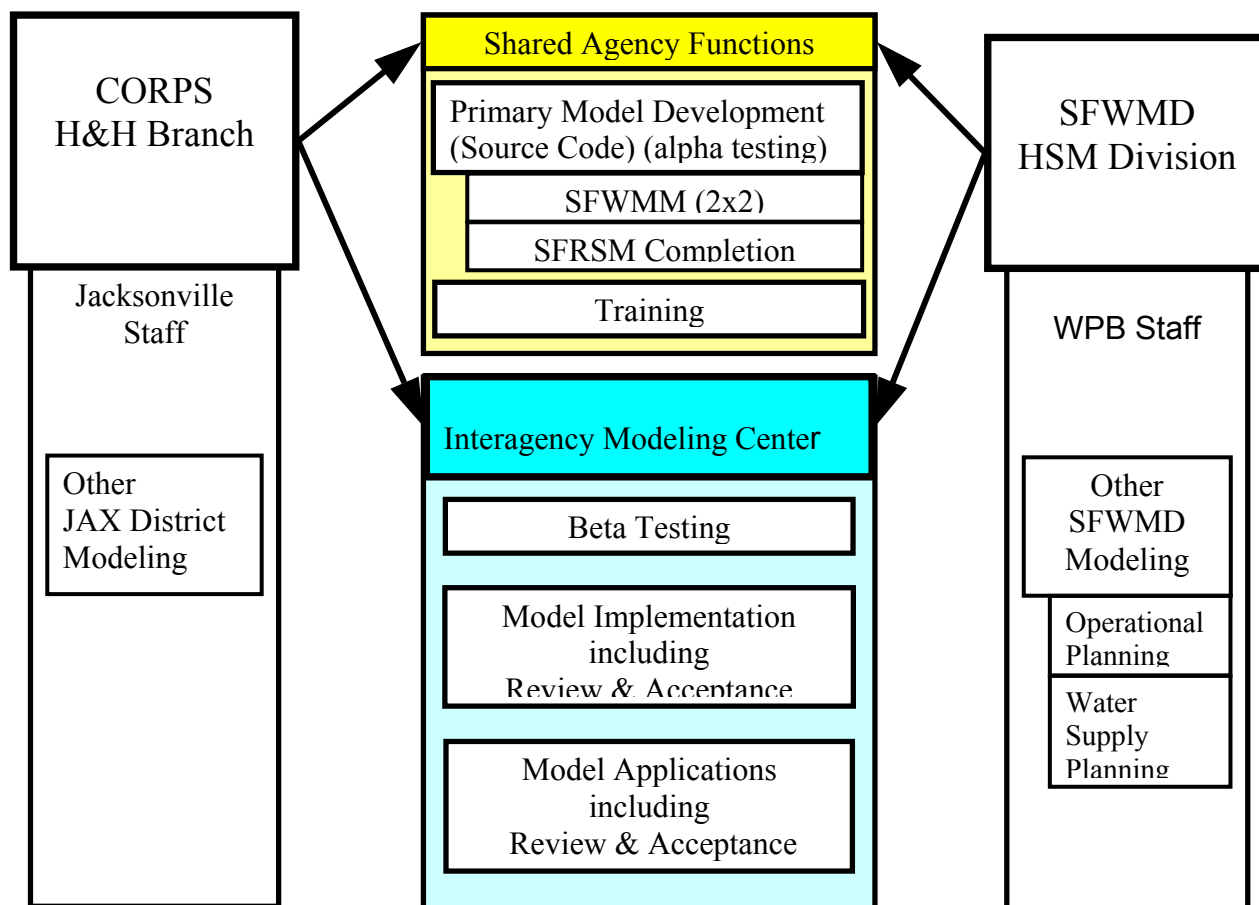 CORPS
H&H Branch
Jacksonville
Staff
Other
JAX District
Modeling
Shared Agency Functions
Primary Model Development
(Source Code) (alpha testing)
SFWMM (2x2)
SFRSM Completion
Training
Interagency Modeling Center
Beta Testing
Model Implementation
including
Review & Acceptance
Model Applications
including
Review & Acceptance
SFWMD
HSM Division
WPB Staff
Other
SFWMD
Modeling
Operational
Planning
Water
Supply
Planning